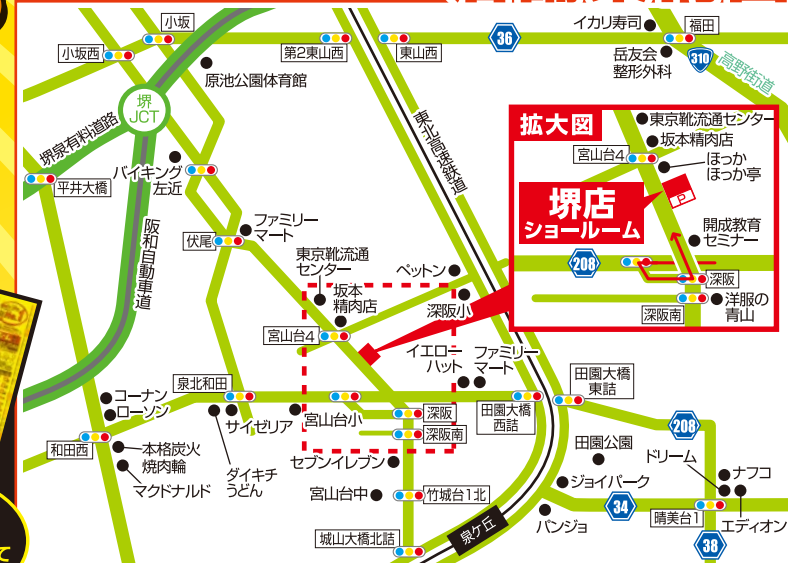 小坂
小坂西
第2東山西
東山西
36
イカリ寿司
福田
岳友会
整形外科
310
高野街道
原池公園体育館
堺
JCT
堺泉有料道路
平井大橋
バイキング
左近
東北高速鉄道
阪和自動車道
伏尾
ファミリー
マート
東京靴流通
センター
坂本
精肉店
宮山台4
ペットン
深阪小
イエロー
ハット
ファミリー
マート
拡大図
東京靴流通センター
坂本精肉店
宮山台4
ほっか
ほっか亭
P
堺店
ショールーム
開成教育
セミナー
208
深阪
深阪南
洋服の
青山
コーナン
ローソン
泉北和田
サイゼリア
宮山台小
深阪
深阪南
田園大橋
西詰
田園大橋
東詰
208
和田西
本格炭火
焼肉輪
マクドナルド
ダイキチ
うどん
セブンイレブン
宮山台中
竹城台1北
城山大橋北詰
泉ケ丘
田園公園
ジョイパーク
パンジョ
34
ドリーム
ナフコ
晴美台1
エディオン
38
て